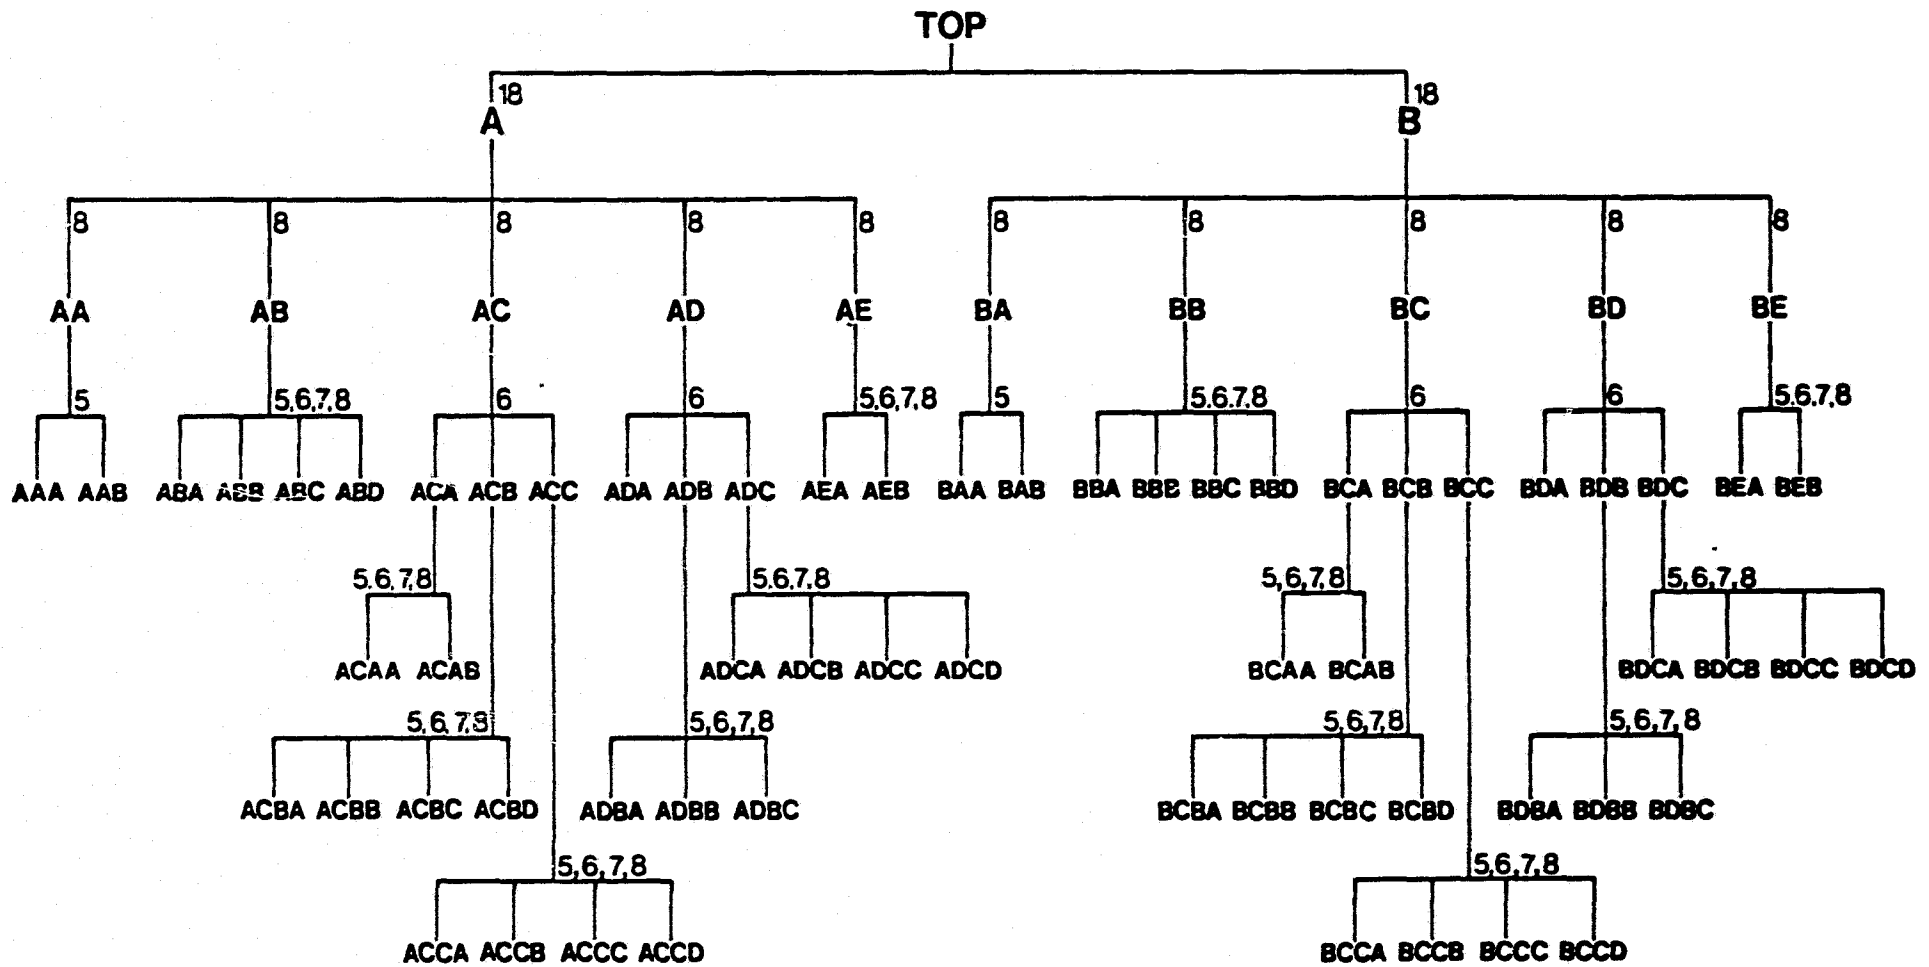 TOP
18 18
A B
8 8 8 8 8 8 8 8 8 8
AA AB AC AD AE BA BB BC BD BE
5 5,6,7,8 6 6 5,6,7,8 5 5.6.7,8 6 6 5.6.7,8
AAA AAB ABA ABB ABC ABD ACA ACB ACC ADA ADB ADC AEA AEB BAA BAB BBA BBB BBC BBD BCA BCB BCC BDA BDB BDC BEA BEB
5.6.7,8 5.6.7,8 5,6,7,8 5,6,7,8
ACAA ACAB ADCA ADCB ADCC ADCD BCAA BCAB BDCA BDCB BDCC BDCD
5,6,7,8 5,6,7,8 5,6,7,8 5,6,7,8
ACBA ACBB ACBC ACBD ADBA ADBB ADBC BCBA BCBB BCBC BCBD BDBA BDBB BDBC
5,6,7,8 5,6,7,8
ACCA ACCB ACCC ACCD BCCA BCCB BCCC BCCD